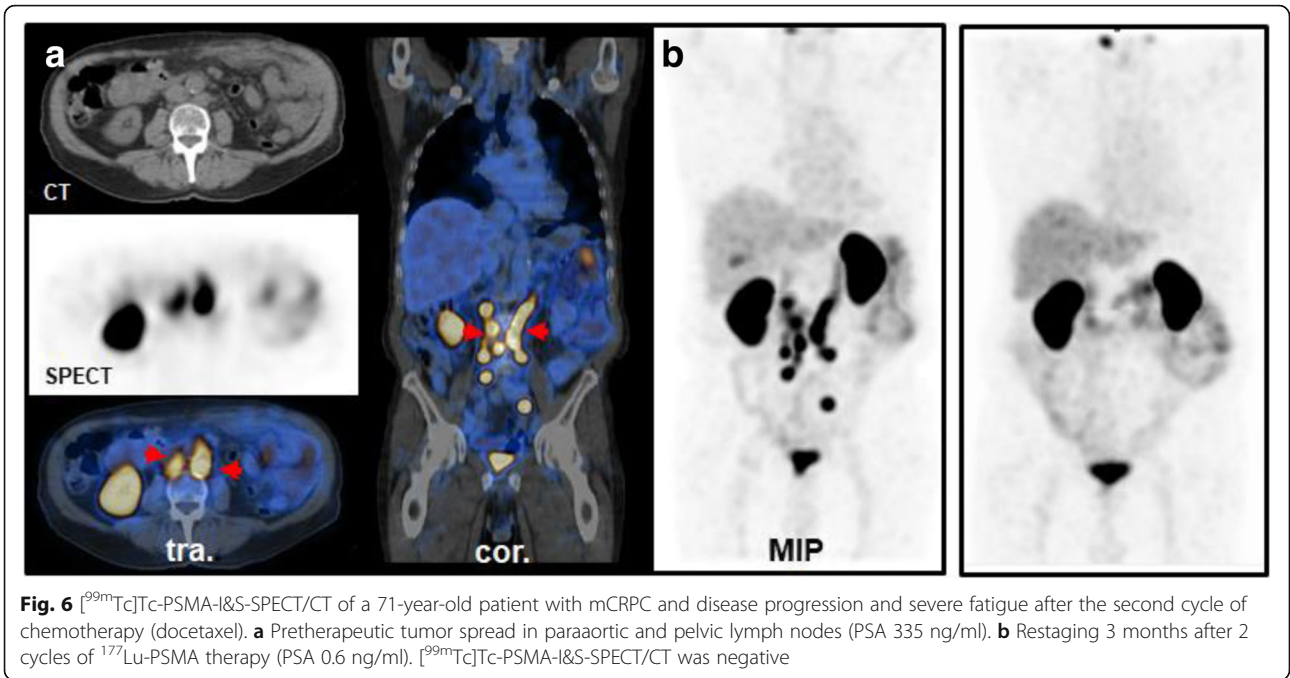 a
b
CT
SPECT
tra.
cor.
MIP
Fig. 6 [99mTc]Tc-PSMA-I&S-SPECT/CT of a 71-year-old patient with mCRPC and disease progression and severe fatigue after the second cycle of
chemotherapy (docetaxel). a Pretherapeutic tumor spread in paraaortic and pelvic lymph nodes (PSA 335 ng/ml). b Restaging 3 months after 2
cycles of 177Lu-PSMA therapy (PSA 0.6 ng/ml). [99mTc]Tc-PSMA-I&S-SPECT/CT was negative